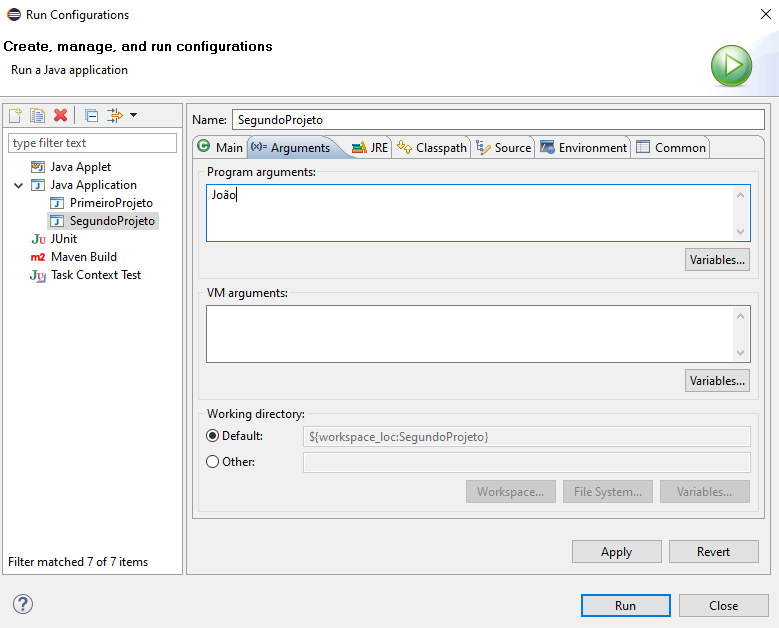 Run Configurations
Create, manage, and run configurations
Run a Java application
type filter text
Java Applet
Java Application
PrimeiroProjeto
SegundoProjeto
JUnit
Maven Build
Task Context Test
Filter matched 7 of 7 items
Name: SegundoProjeto
Main (x)= Arguments JRE Classpath Source Environment Common
Program arguments:
João
Variables...
VM arguments:
Variables...
Working directory:
Default: ${workspace_loc:SegundoProjeto}
Other:
Workspace... File System... Variables...
Apply Revert
Run Close